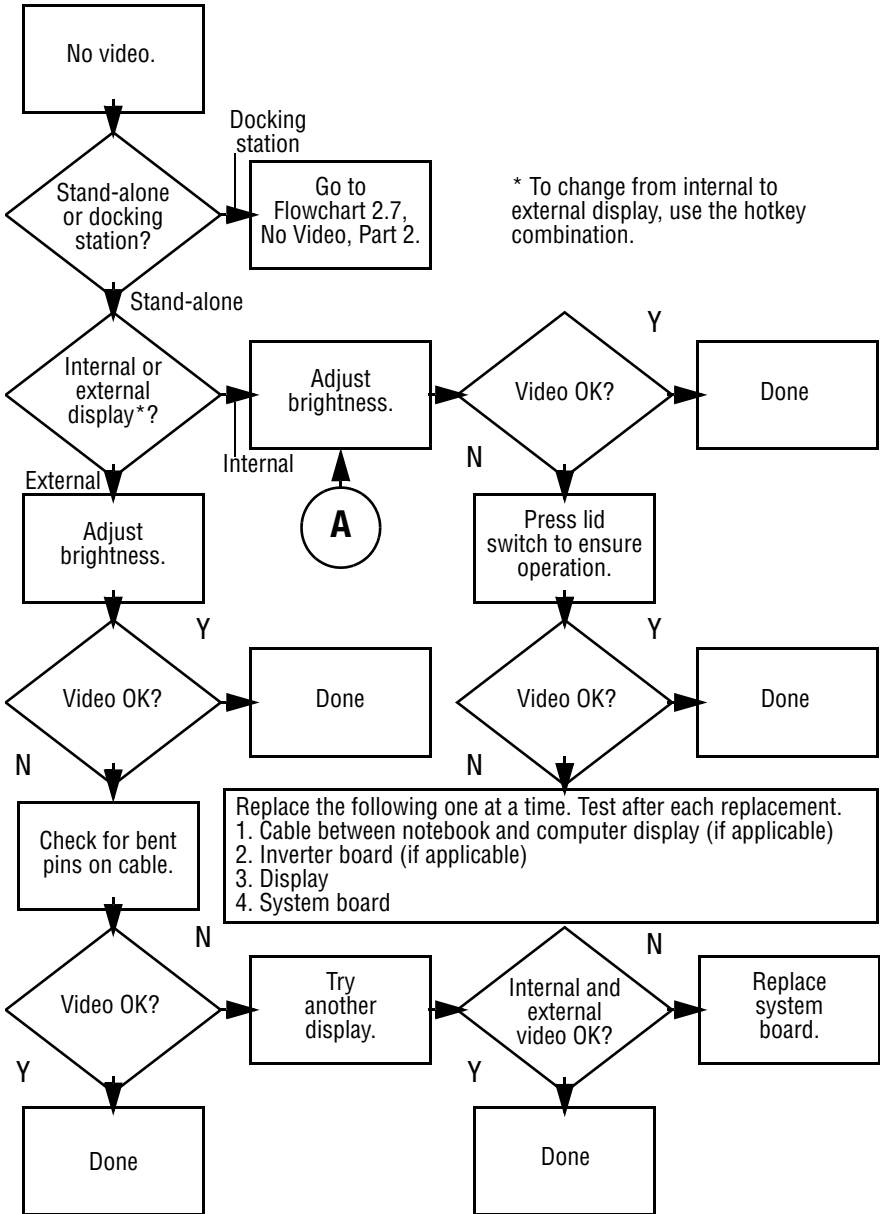 No video.
Docking
station
Stand-alone
or docking
station?
Go to
Flowchart 2.7,
No Video, Part 2.
* To change from internal to
external display, use the hotkey
combination.
Stand-alone
Internal or
external
display*?
Internal
Adjust
brightness.
A
Video OK?
Y
Done
N
Press lid
switch to ensure
operation.
Video OK?
Y
Done
N
Replace the following one at a time. Test after each replacement.
1. Cable between notebook and computer display (if applicable)
2. Inverter board (if applicable)
3. Display
4. System board
External
Adjust
brightness.
Video OK?
Y
Done
N
Check for bent
pins on cable.
Video OK?
N
Try
another
display.
Internal and
external
video OK?
N
Replace
system
board.
Y
Done
Y
Done